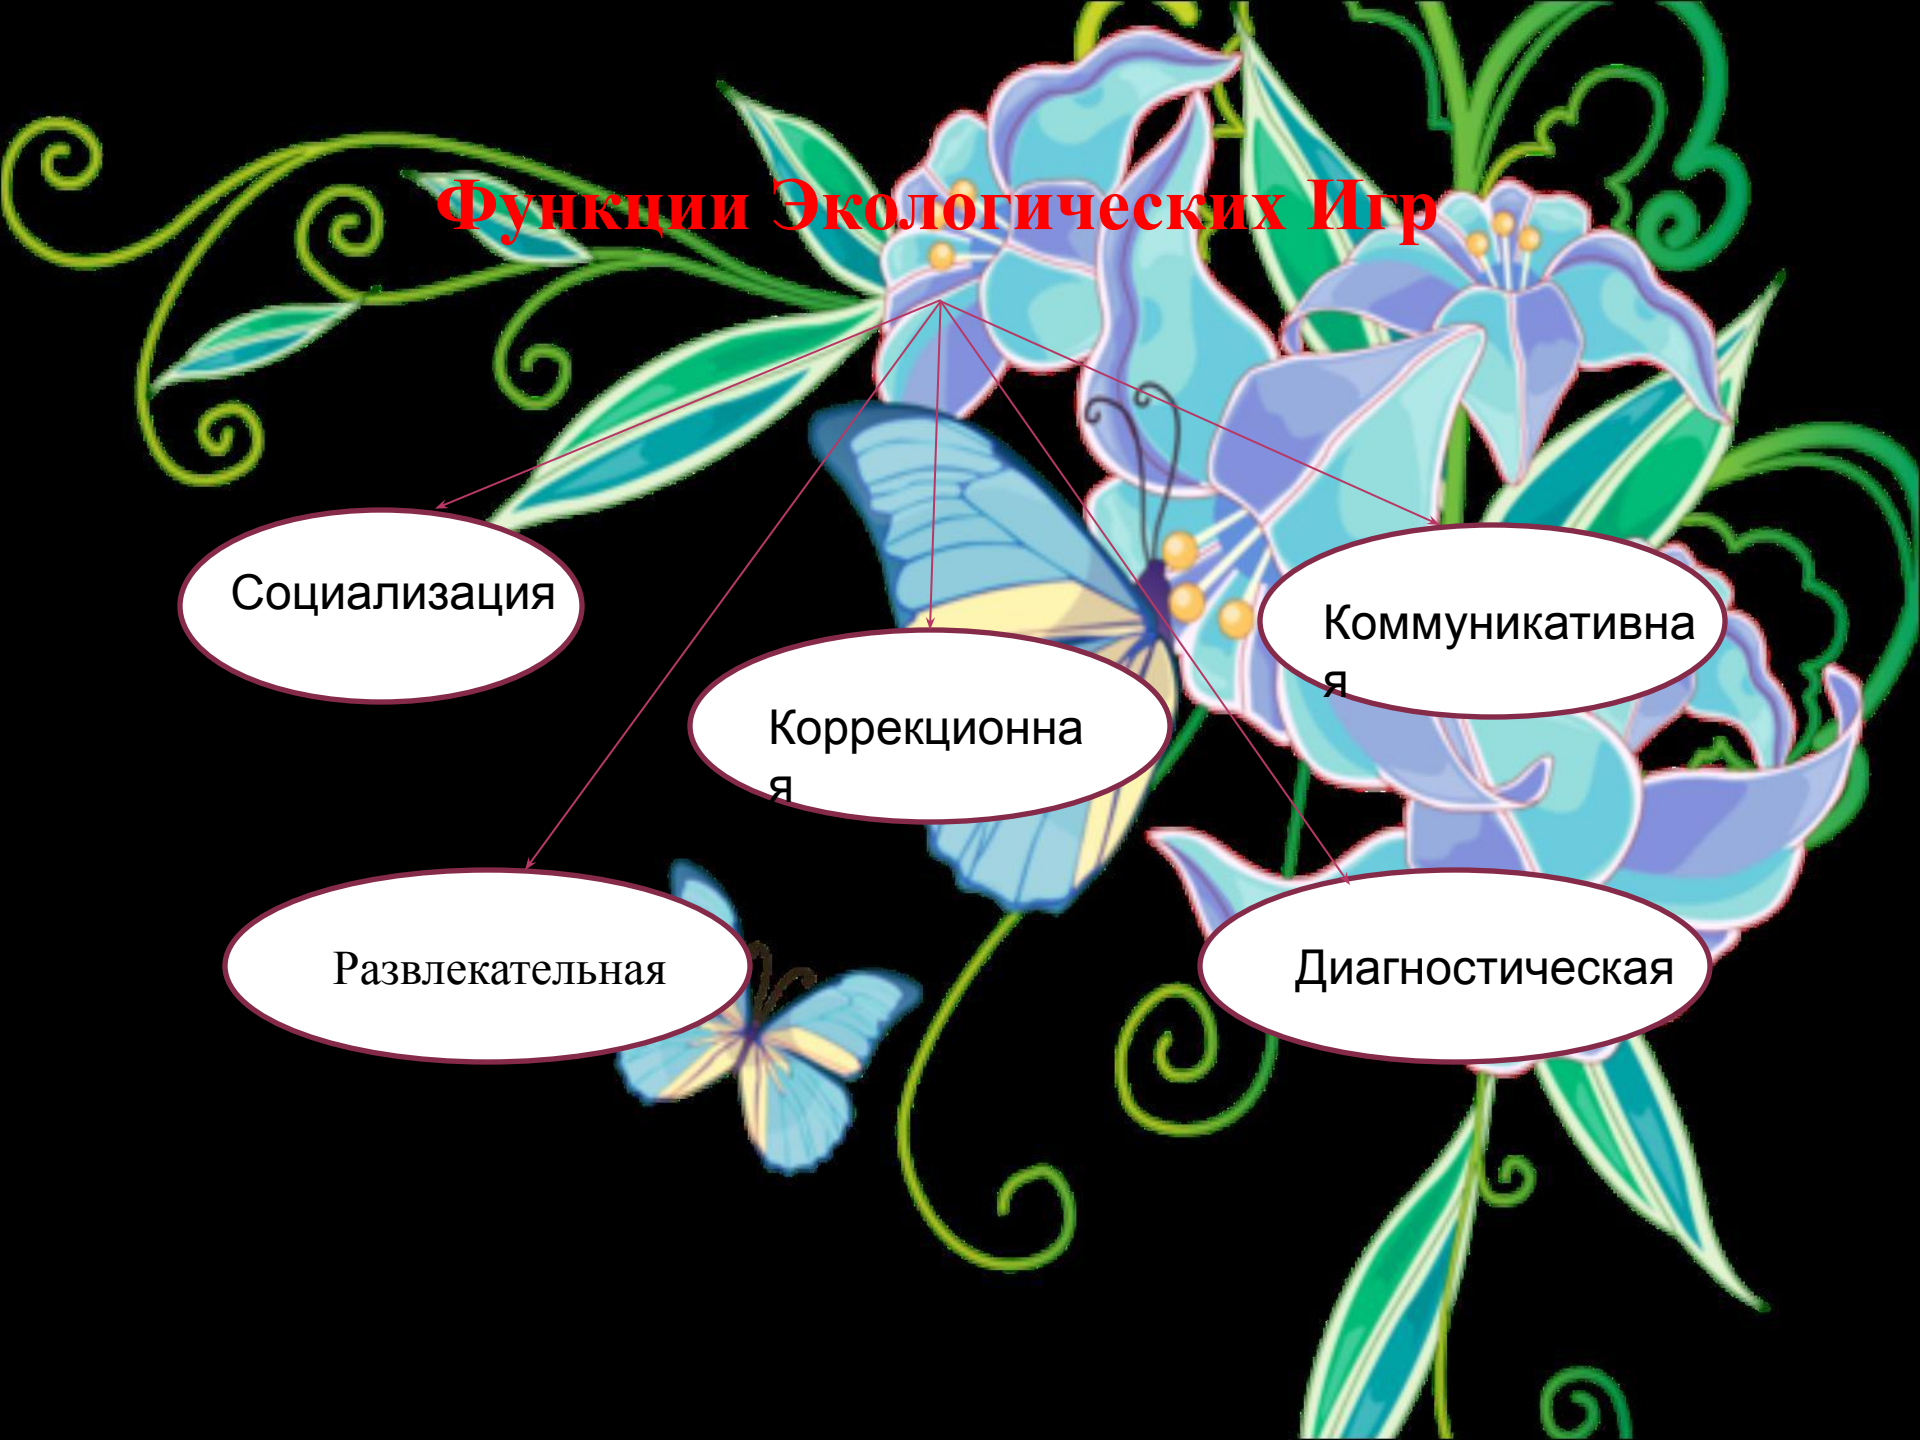 Функции Экологических Игр
Социализация
Коммуникативна
я
Коррекционна
я
Развлекательная
Диагностическая